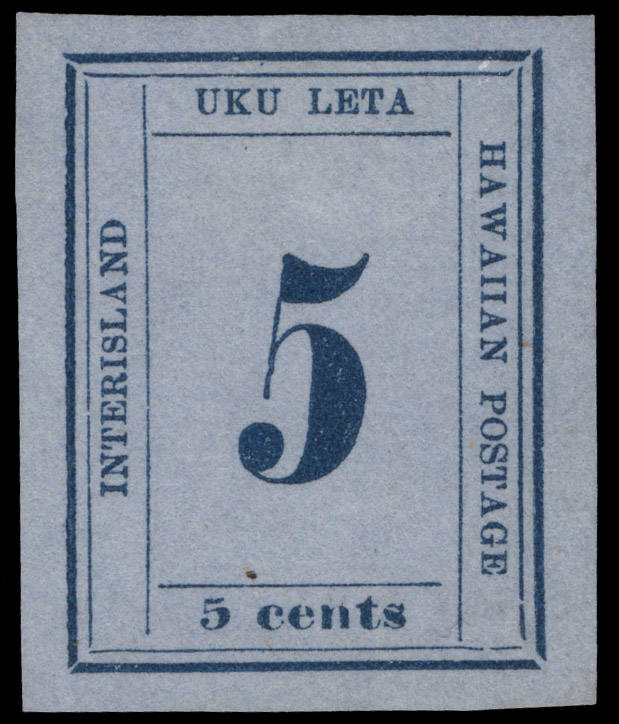 UKU LETA
INTERISLAND
5
HAWAIIAN POSTAGE
5 cents